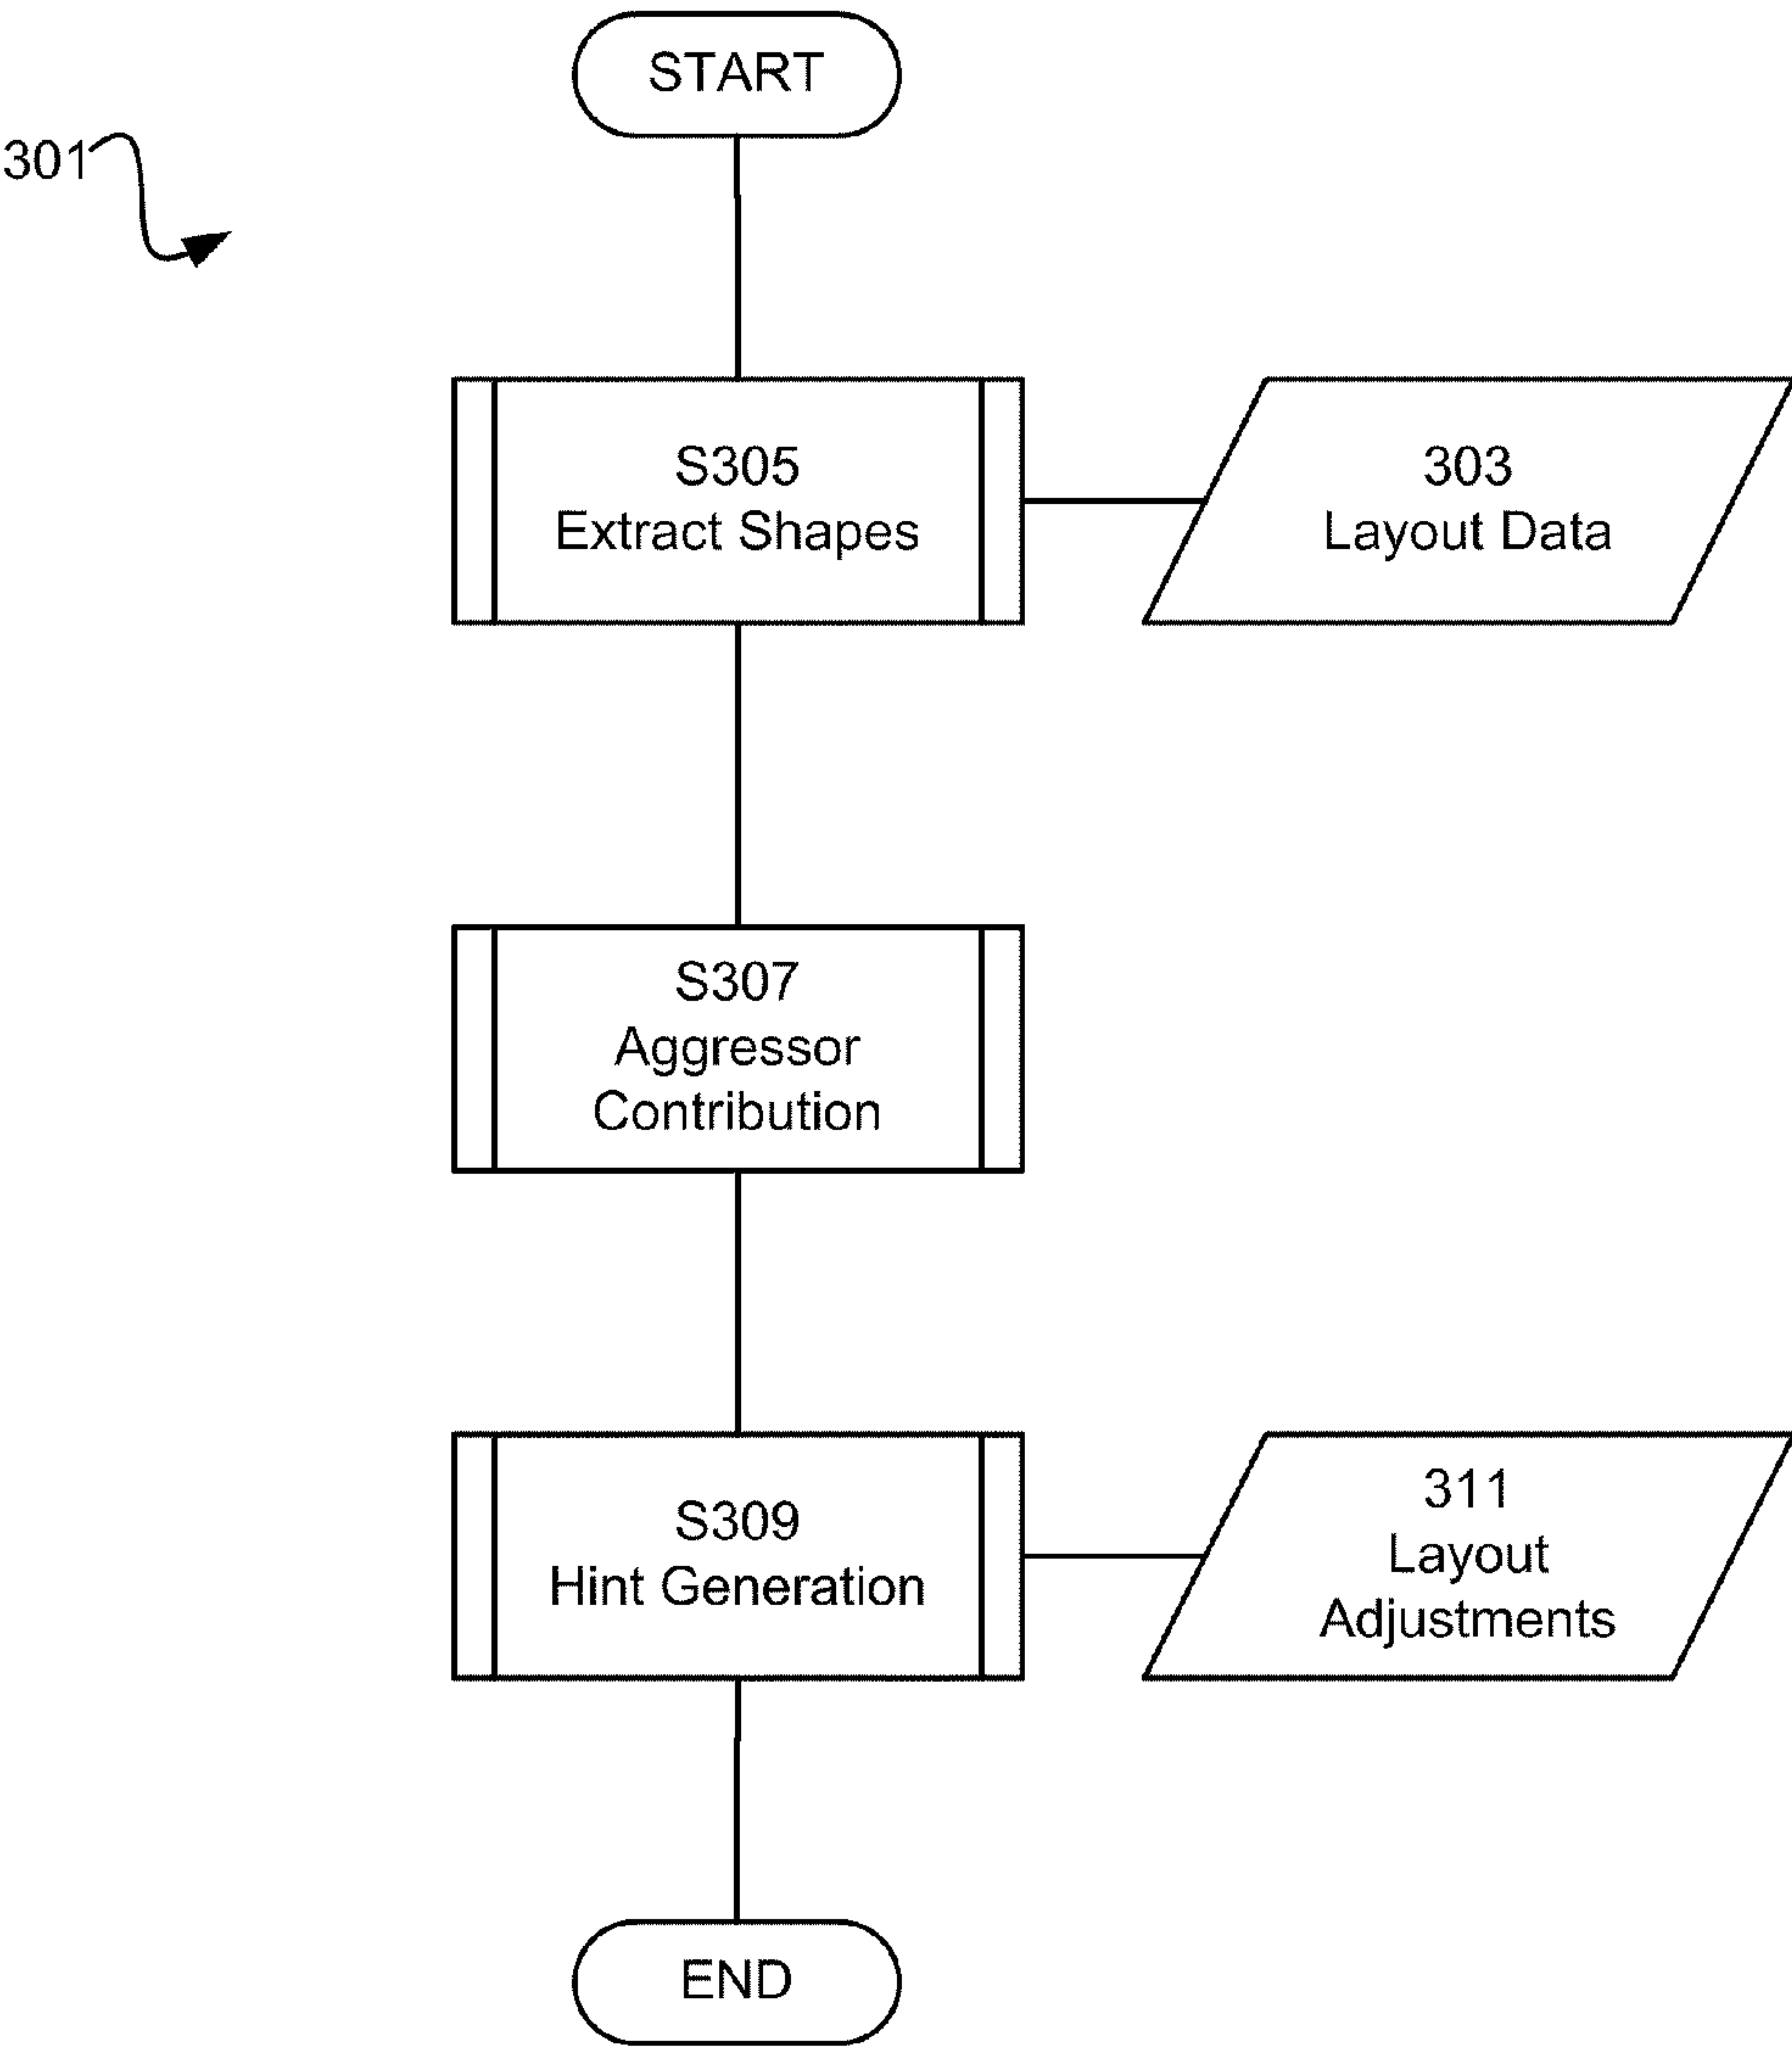 START
301
S305
Extract Shapes
303
Layout Data
S307
Aggressor
Contribution
S309
Hint Generation
311
Layout
Adjustments
END